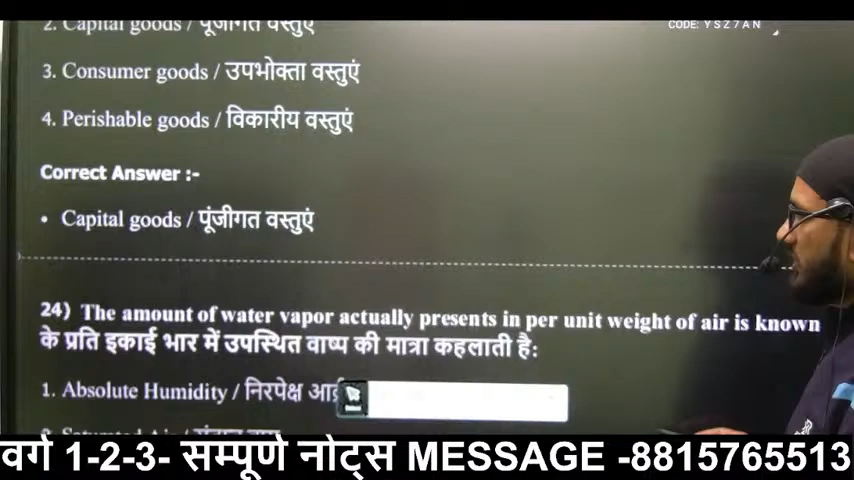 2. Capital goods / पूंजीगत वस्तुएं
CODE: YSZ7AN
3. Consumer goods / उपभोक्ता वस्तुएं
4. Perishable goods / विकारीय वस्तुएं
Correct Answer :-
• Capital goods / पूंजीगत वस्तुएं
24) The amount of water vapor actually presents in per unit weight of air is known
के प्रति इकाई भार में उपस्थित वाष्प की मात्रा कहलाती है:
1. Absolute Humidity / निरपेक्ष
वर्ग 1-2-3- सम्पूर्ण नोट्स MESSAGE -8815765513